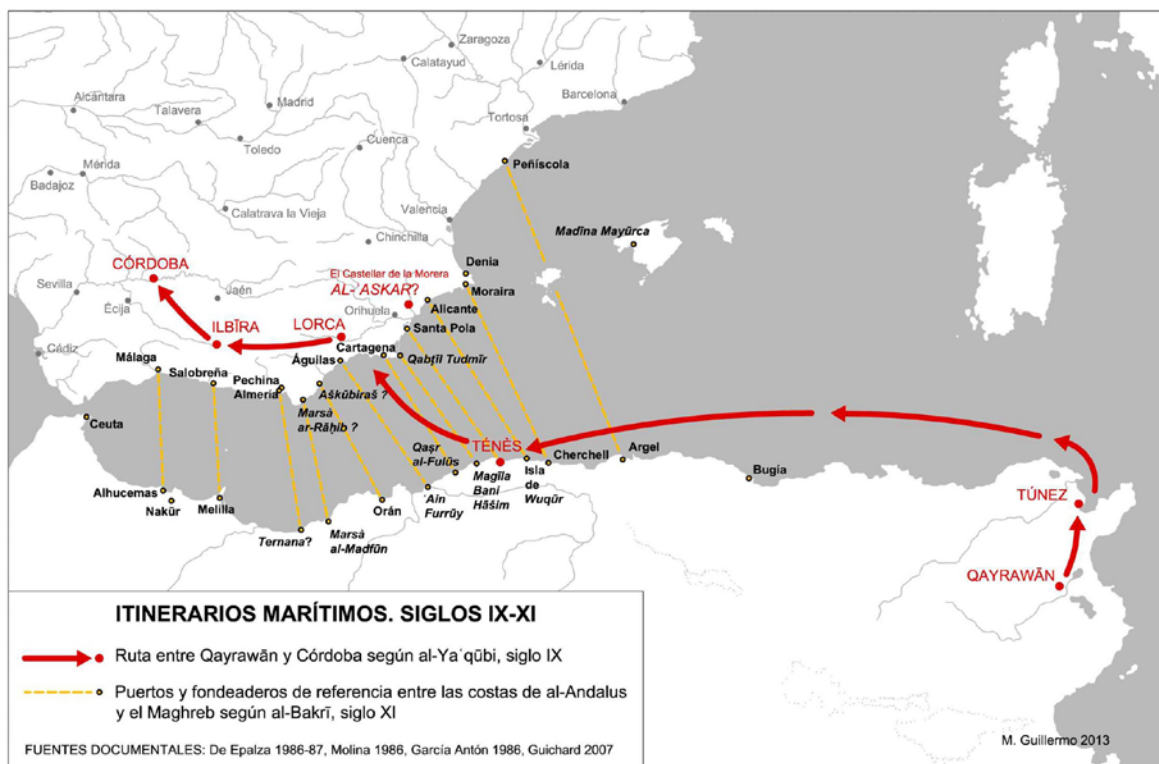 Zaragoza
Calatayud
Lérida
Barcelona
Alcántara
Talavera
Madrid
Tortosa
Toledo
Cuenca
Peñíscola
Mérida
Badajoz
Calatrava la Vieja
Valencia
Madīna Mayūrca
Chinchilla
CÓRDOBA
Denia
El Castellar de la Morera
AL- ASKAR?
Moraira
Sevilla
Jaén
Écija
Orihuela
Alicante
ILBĪRA
LORCA
Santa Pola
Cádiz
Cartagena
Málaga
Águilas
Qabṭīl Tudmīr
Salobreña
Pechina
Almería
Aškūbiraš ?
Marsà
ar-Rāḥib ?
Ceuta
Qaṣr
al-Fulūs
TÉNÈS
Argel
Cherchell
Isla
de
Wuqūr
Bugía
Magīla
Bani
Hāšim
Alhucemas
Nakūr
Melilla
Orán
ʿAin
Furrūy
TÚNEZ
Ternana?
Marsà
al-Madfūn
QAYRAWĀN
ITINERARIOS MARÍTIMOS. SIGLOS IX-XI
Ruta entre Qayrawān y Córdoba según al-Yaʿqūbi, siglo IX
Puertos y fondeaderos de referencia entre las costas de al-Andalus
y el Maghreb según al-Bakrī, siglo XI
FUENTES DOCUMENTALES: De Epalza 1986-87, Molina 1986, García Antón 1986, Guichard 2007
M. Guillermo 2013